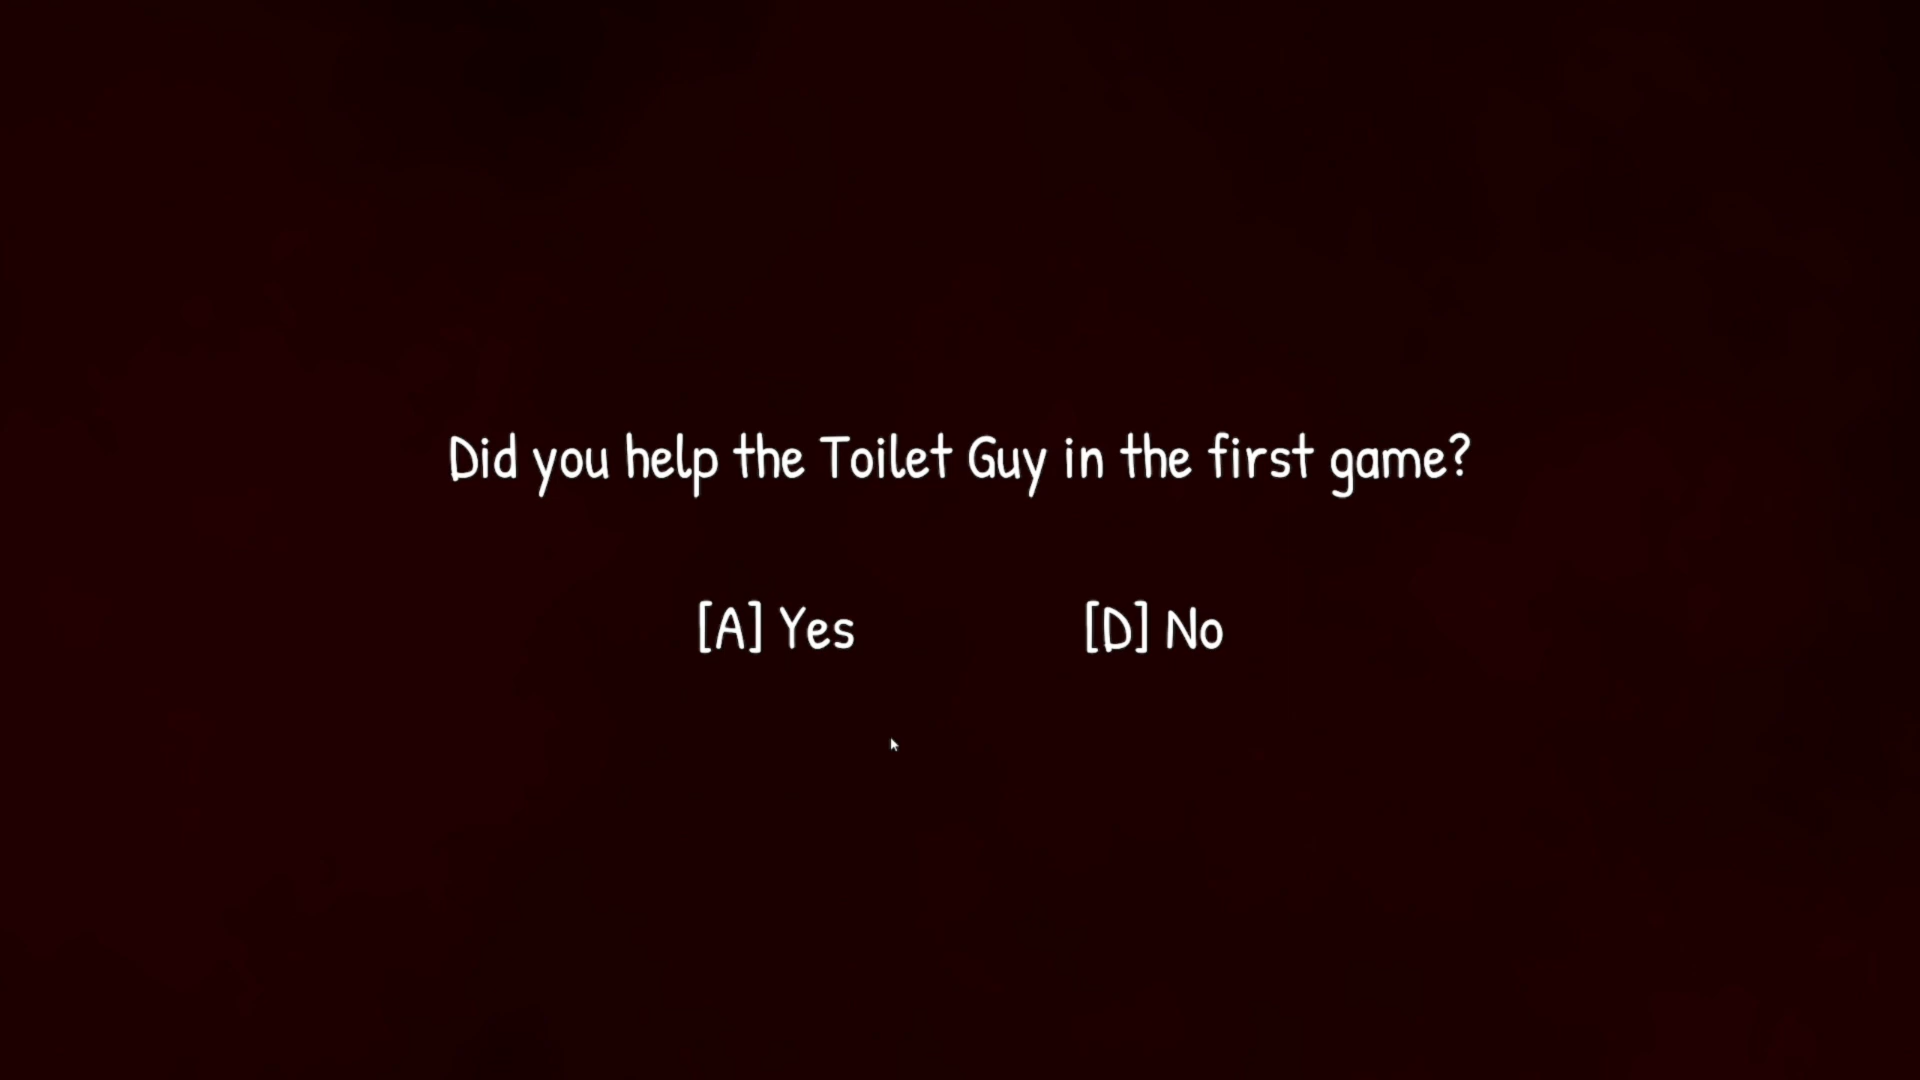 Did you help the Toilet Guy in the first game?
[A] Yes [D] No